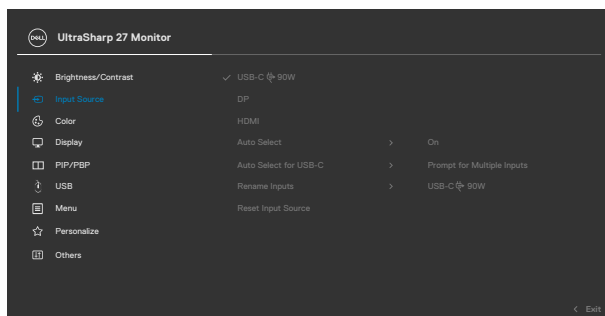 DELL UltraSharp 27 Monitor
Brightness/Contrast USB-C 90W
Input Source DP
Color HDMI
Display Auto Select > On
PIP/PBP Auto Select for USB-C > Prompt for Multiple Inputs
USB Rename Inputs > USB-C 90W
Menu Reset Input Source
Personalize
Others
< Exit